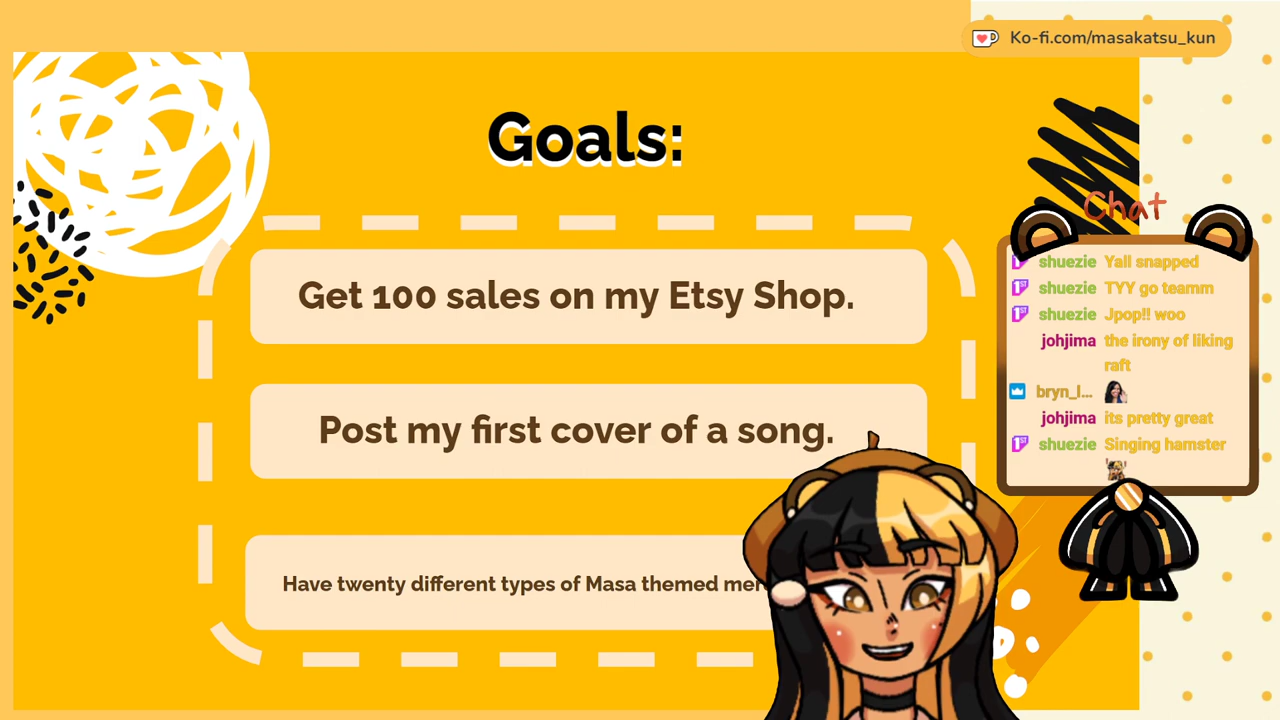 Ko-fi.com/masakatsu_kun
Goals:
Get 100 sales on my Etsy Shop.
Post my first cover of a song.
Have twenty different types of Masa themed
Chat
shuezie Yall snapped
shuezie TYY go teamm
shuezie Jpop!! woo
johjima the irony of liking
raft
bryn_l...
johjima its pretty great
shuezie Singing hamster